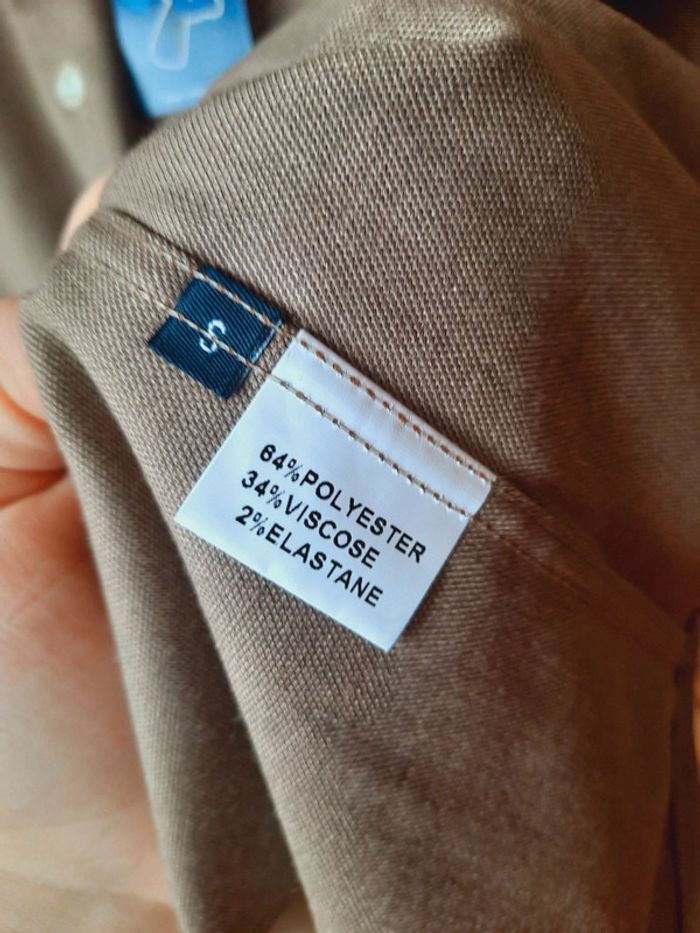 S
64%POLYESTER
34%VISCOSE
2%ELASTANE